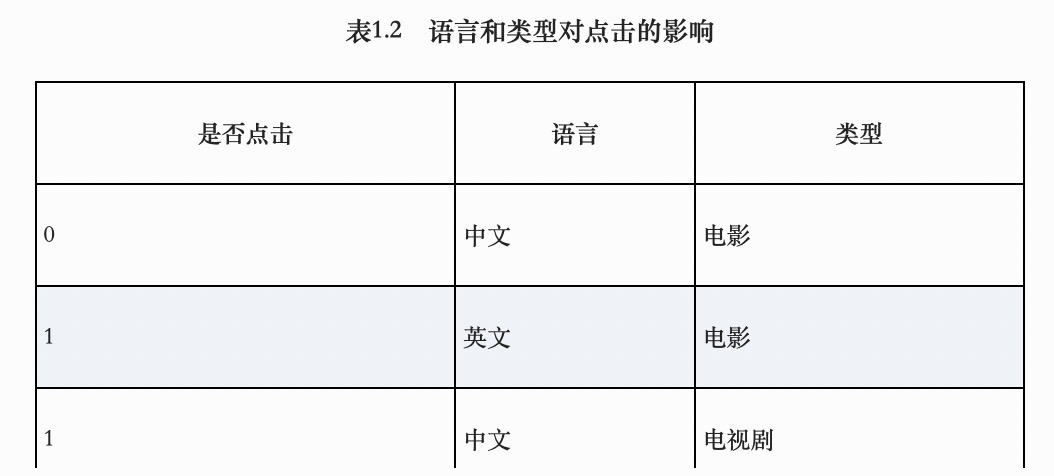 表1.2 语言和类型对点击的影响
是否点击 语言 类型
0 中文 电影
1 英文 电影
1 中文 电视剧